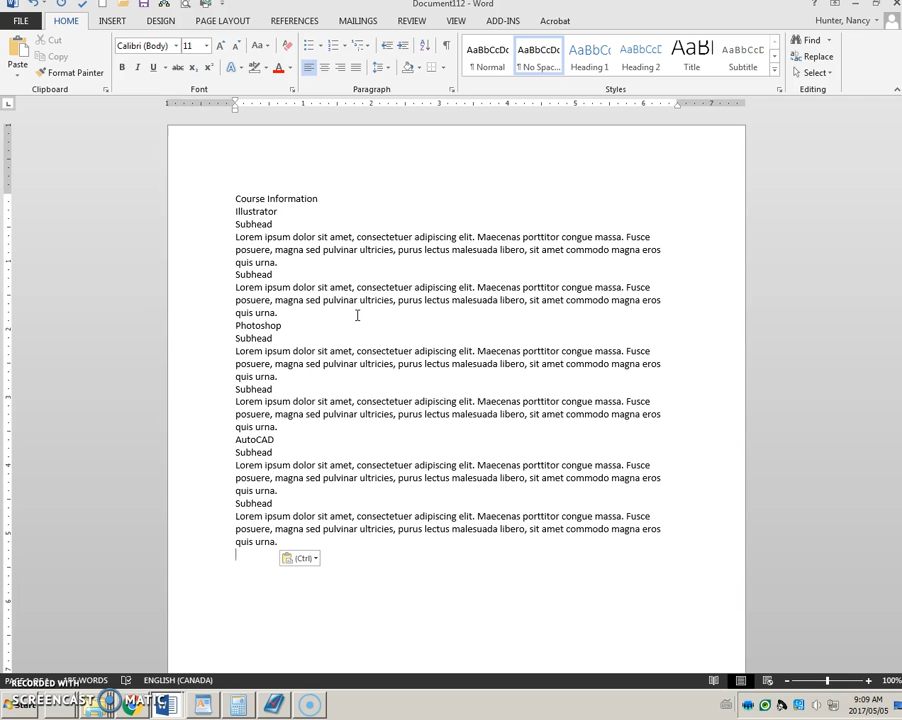 Document112 - Word
FILE HOME INSERT DESIGN PAGE LAYOUT REFERENCES MAILINGS REVIEW VIEW ADD-INS Acrobat Hunter, Nancy
Cut
Copy
Paste
Format Painter
Calibri (Body) 11
AaBbCcDc AaBbCcDc AaBbCc AaBbCcD AaBl AaBbCcD
¶ Normal ¶ No Spac... Heading 1 Heading 2 Title Subtitle
Find
Replace
Select
Clipboard Font Paragraph Styles Editing
Course Information
Illustrator
Subhead
Lorem ipsum dolor sit amet, consectetuer adipiscing elit. Maecenas porttitor congue massa. Fusce
posuere, magna sed pulvinar ultricies, purus lectus malesuada libero, sit amet commodo magna eros
quis urna.
Subhead
Lorem ipsum dolor sit amet, consectetuer adipiscing elit. Maecenas porttitor congue massa. Fusce
posuere, magna sed pulvinar ultricies, purus lectus malesuada libero, sit amet commodo magna eros
quis urna.
Photoshop
Subhead
Lorem ipsum dolor sit amet, consectetuer adipiscing elit. Maecenas porttitor congue massa. Fusce
posuere, magna sed pulvinar ultricies, purus lectus malesuada libero, sit amet commodo magna eros
quis urna.
Subhead
Lorem ipsum dolor sit amet, consectetuer adipiscing elit. Maecenas porttitor congue massa. Fusce
posuere, magna sed pulvinar ultricies, purus lectus malesuada libero, sit amet commodo magna eros
quis urna.
AutoCAD
Subhead
Lorem ipsum dolor sit amet, consectetuer adipiscing elit. Maecenas porttitor congue massa. Fusce
posuere, magna sed pulvinar ultricies, purus lectus malesuada libero, sit amet commodo magna eros
quis urna.
Subhead
Lorem ipsum dolor sit amet, consectetuer adipiscing elit. Maecenas porttitor congue massa. Fusce
posuere, magna sed pulvinar ultricies, purus lectus malesuada libero, sit amet commodo magna eros
quis urna.
(Ctrl)
WORDS ENGLISH (CANADA) 100%
RECORDED WITH
SCREENCAST MATIC
Start
9:09 AM
2017/05/05